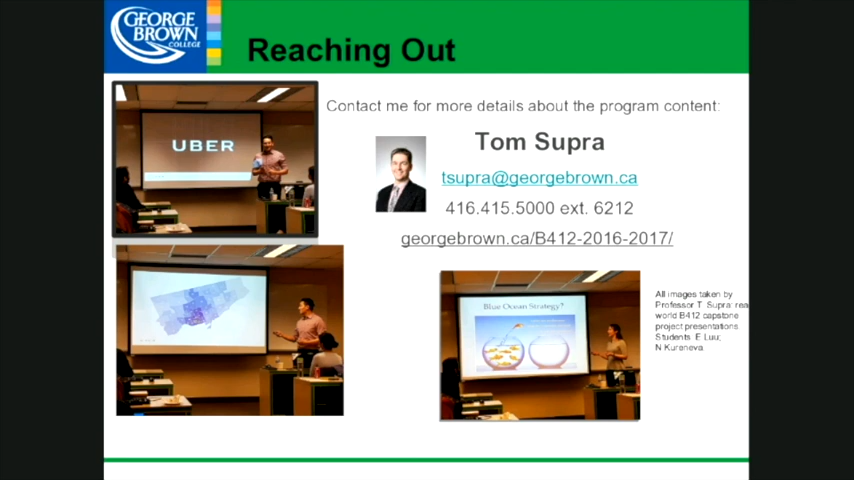 GEORGE
BROWN
COLLEGE
Reaching Out
Contact me for more details about the program content:
UBER
Tom Supra
tsupra@georgebrown.ca
416.415.5000 ext. 6212
georgebrown.ca/B412-2016-2017/
Blue Ocean Strategy?
All images taken by
Professor T. Supra: rea
world B412 capstone
project presentations.
Students: E Luu;
N Kureneva